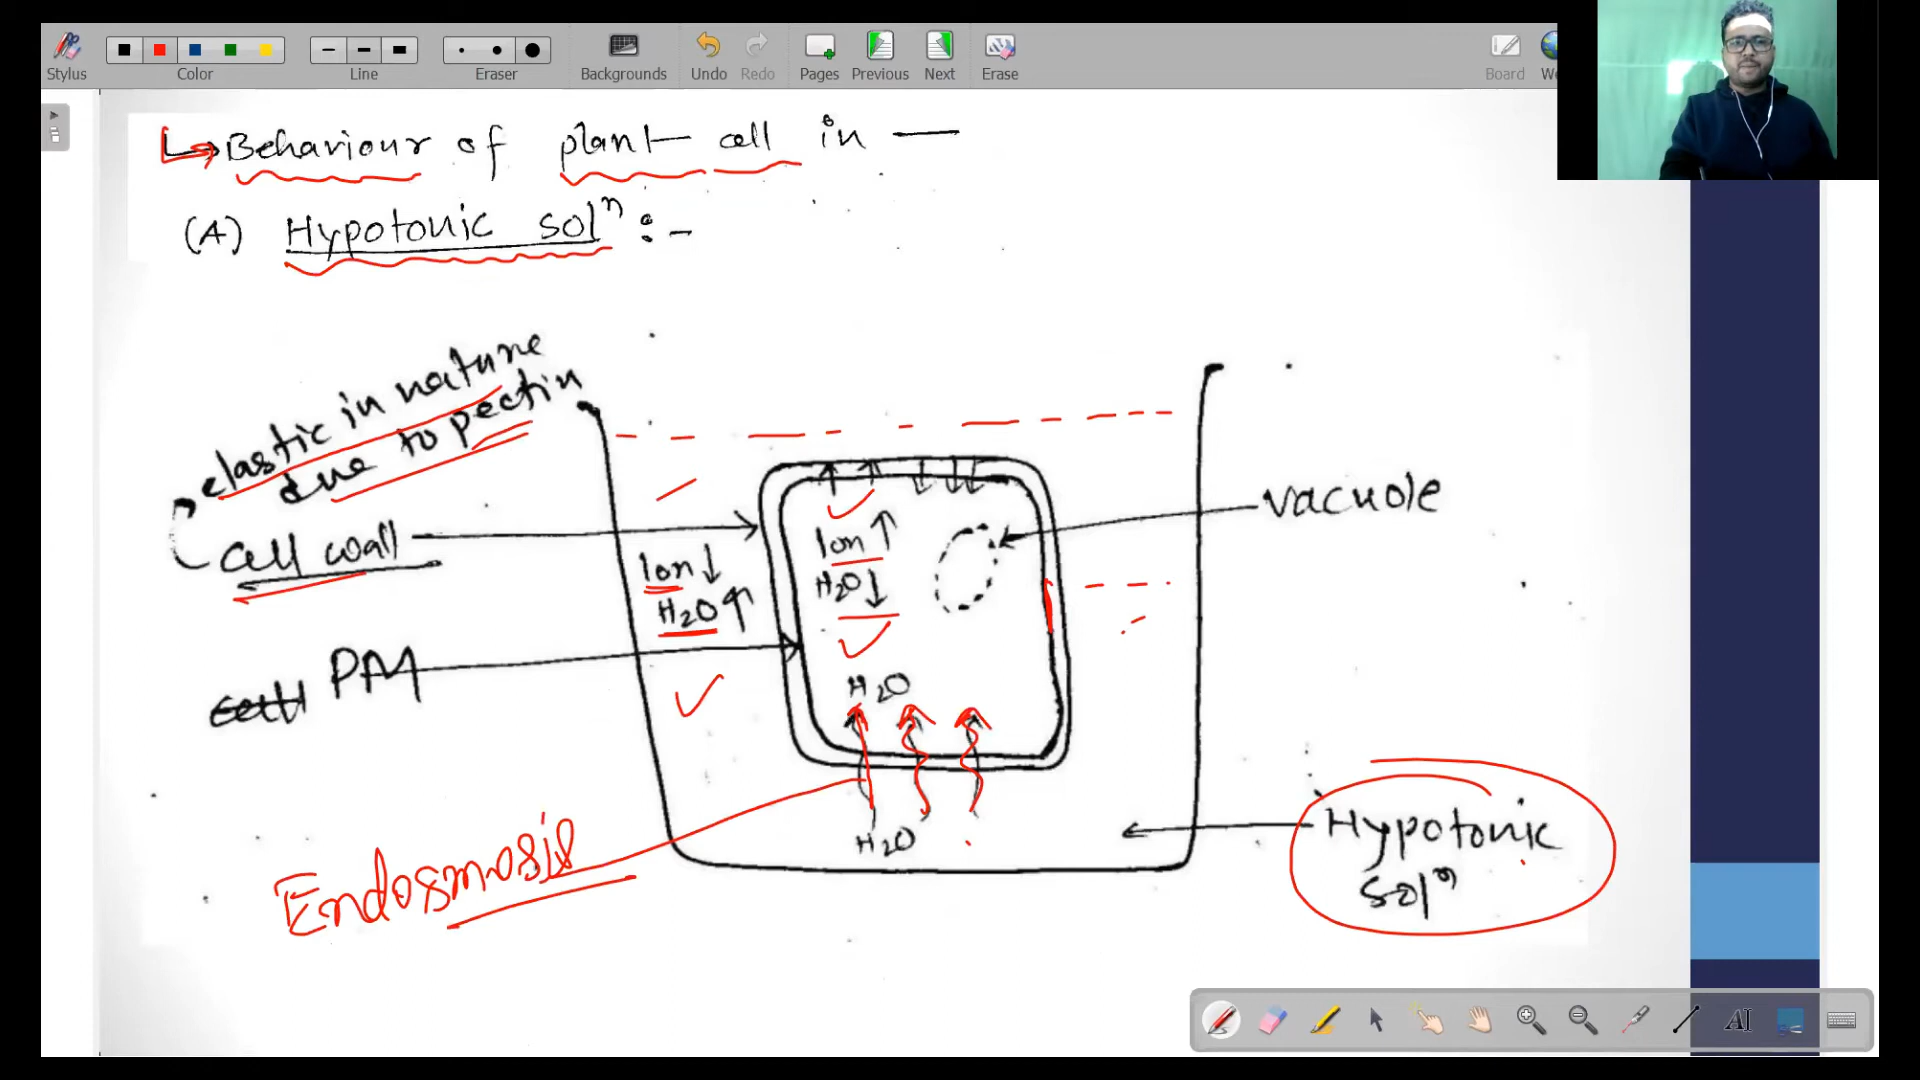 Stylus
Color
Line
Eraser
Backgrounds
Undo
Redo
Pages
Previous
Next
Erase
Board
We
Behaviour of plant cell in —
(A) Hypotonic solⁿ :-
elastic in nature
due to pectin
cell wall
PM
Ion↓
H₂O↑
Ion↑
H₂O↓
H₂O
H₂O
vacuole
Endosmosis
Hypotonic
solⁿ
AI